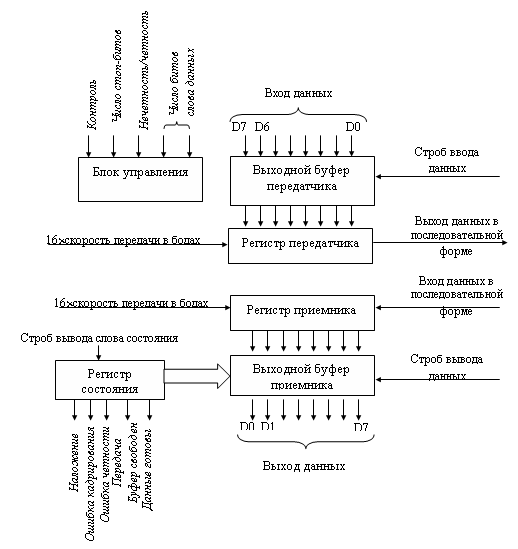 Контроль
Число стоп-битов
Нечетность/четность
Число битов
слова данных
Вход данных
D7 D6 D0
Блок управления
Выходной буфер
передатчика
Строб ввода
данных
16×скорость передачи в бодах
Регистр передатчика
Выход данных в
последовательной
форме
16×скорость передачи в бодах
Регистр приемника
Вход данных в
последовательной
форме
Строб вывода слова состояния
Регистр
состояния
Выходной буфер
приемника
Строб вывода
данных
D0 D1 D7
Выход данных
Наложение
Ошибка кадрирования
Ошибка четности
Передача
Буфер свободен
Данные готовы